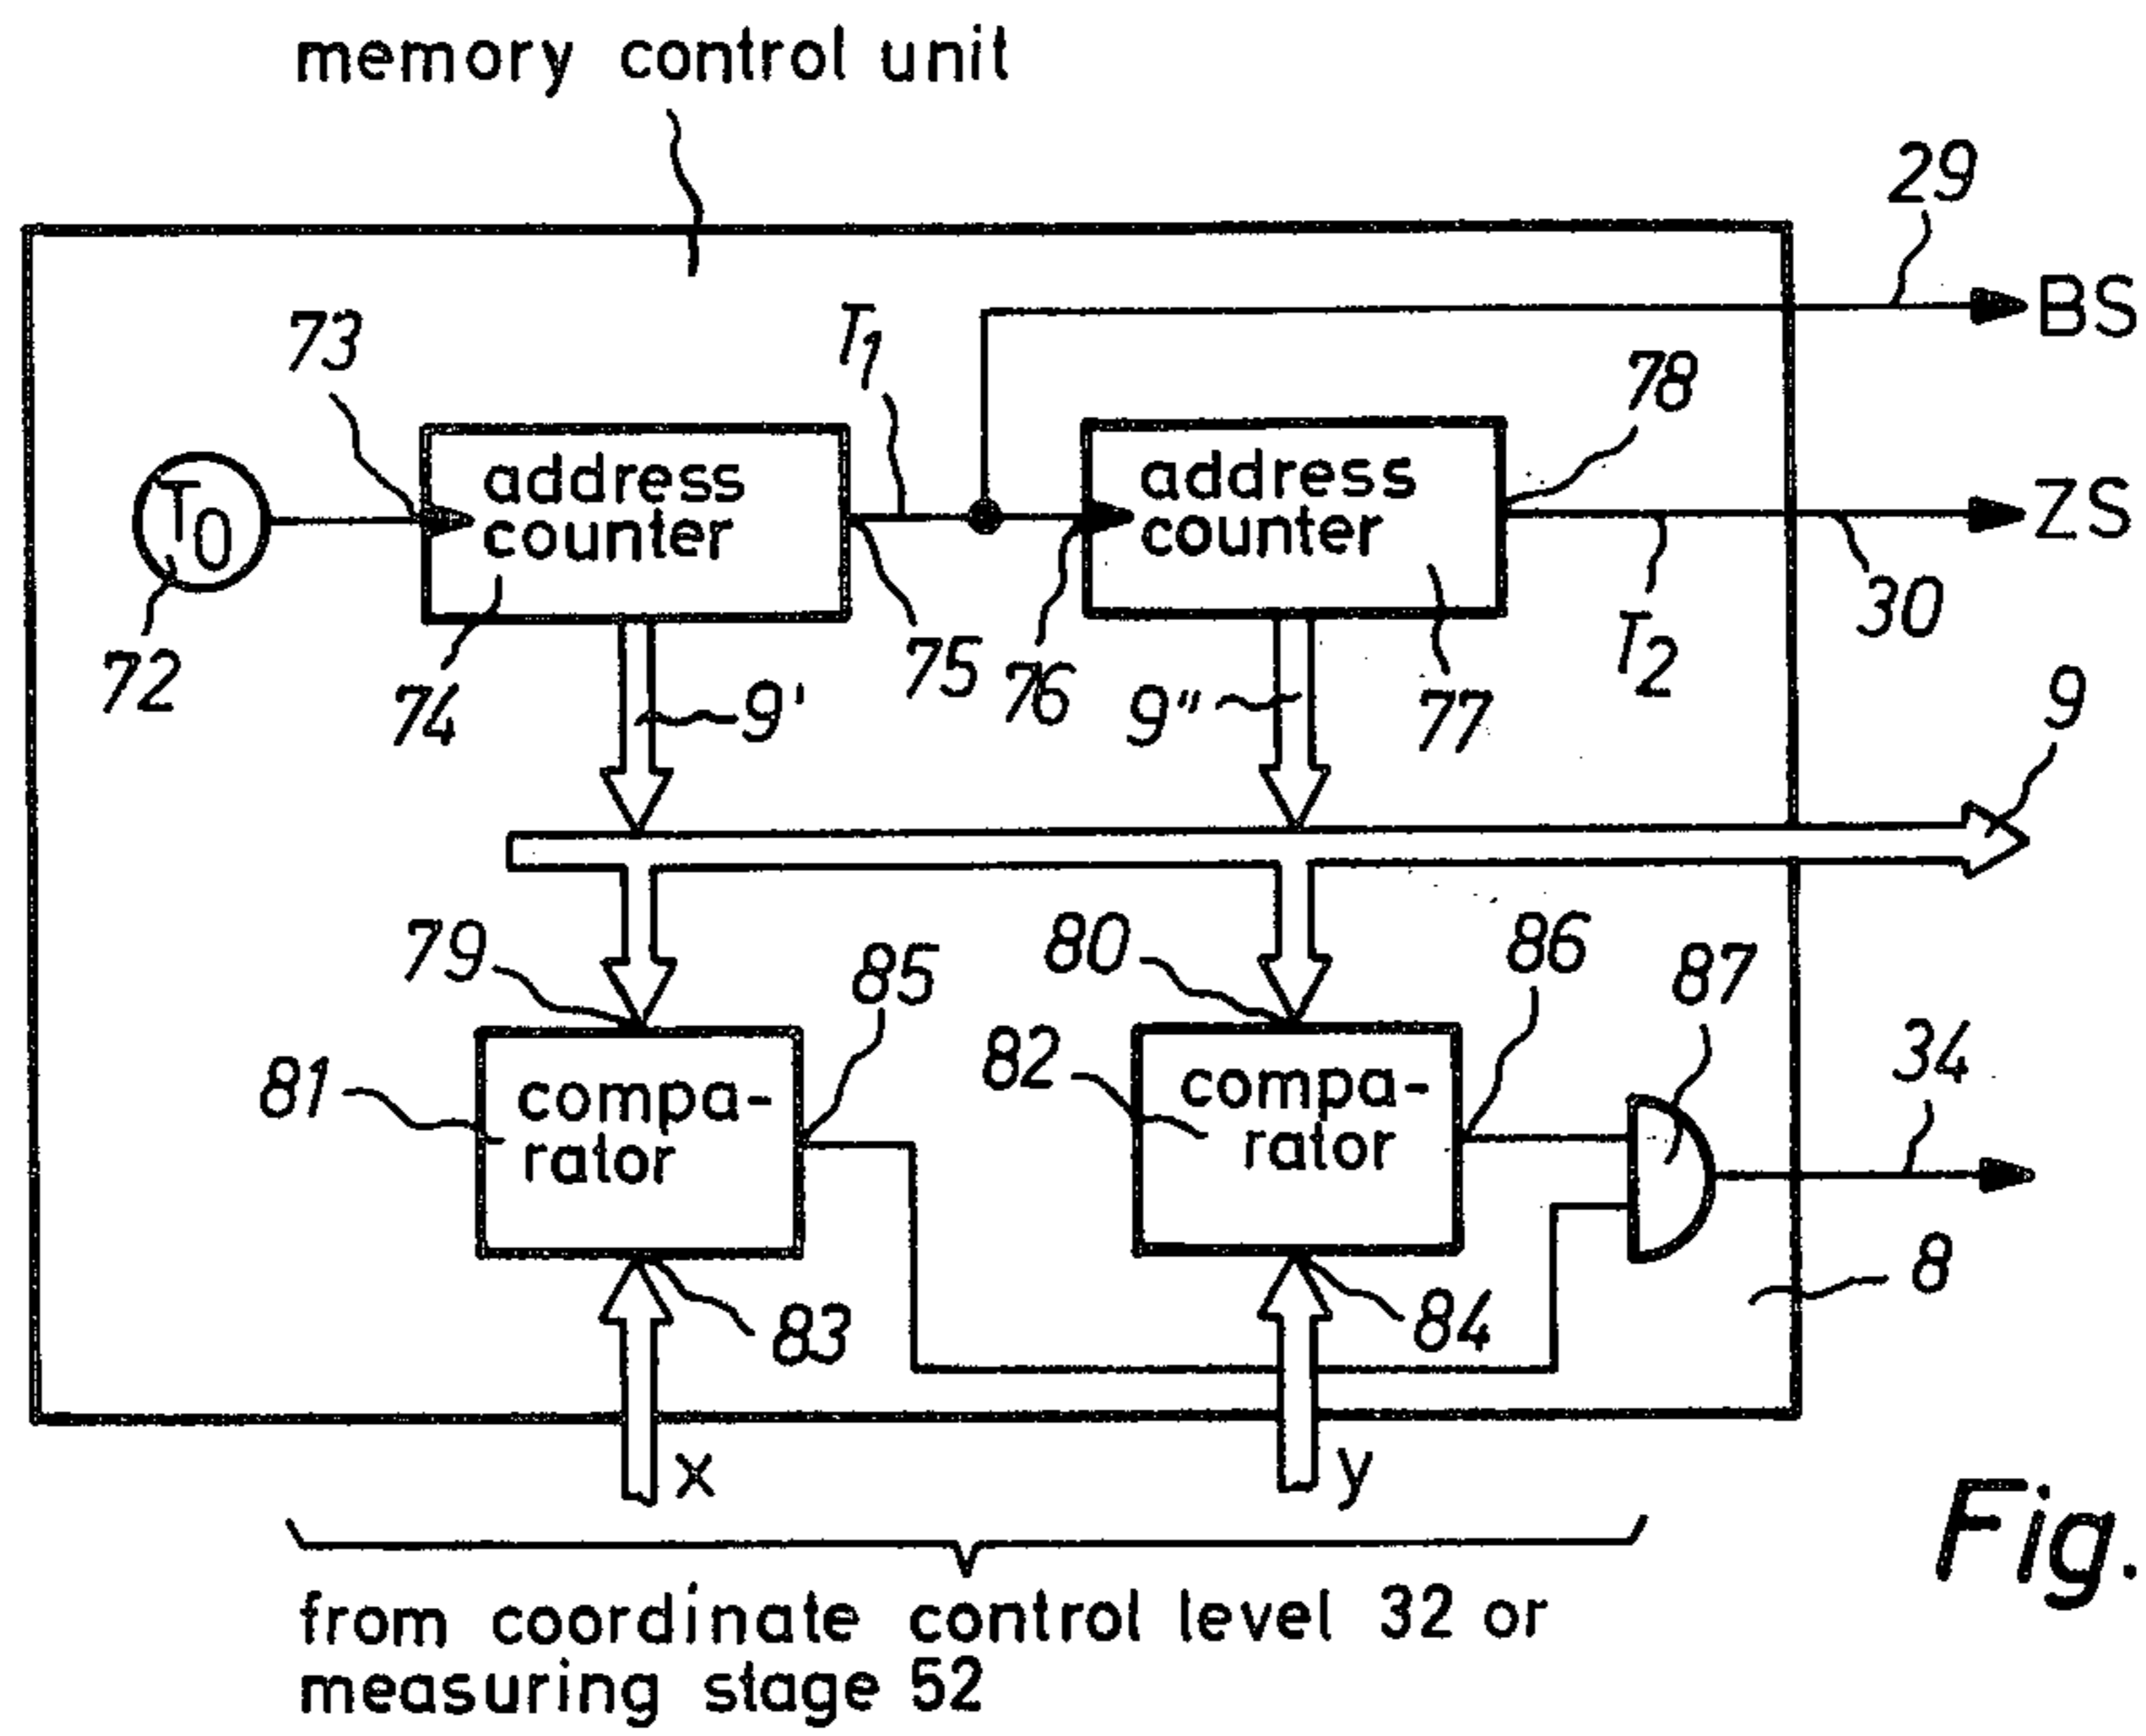 memory control unit
29
BS
73
T1
78
address
counter
address
counter
T0
ZS
72
74
9'
75
76
9"
77
T2
30
9
79
85
80
86
87
34
81
compa-
rator
82
compa-
rator
83
84
8
x
y
Fig.
from coordinate control level 32 or
measuring stage 52